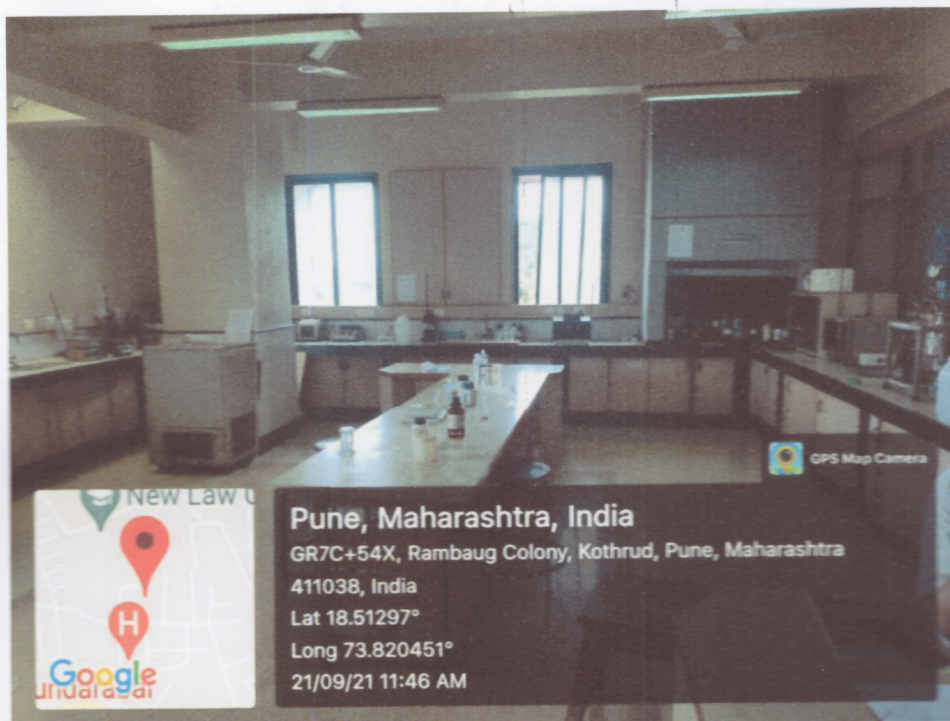 GPS Map Camera
New Law
H
Google
Pune, Maharashtra, India
GR7C+54X, Rambaug Colony, Kothrud, Pune, Maharashtra
411038, India
Lat 18.51297°
Long 73.820451°
21/09/21 11:46 AM